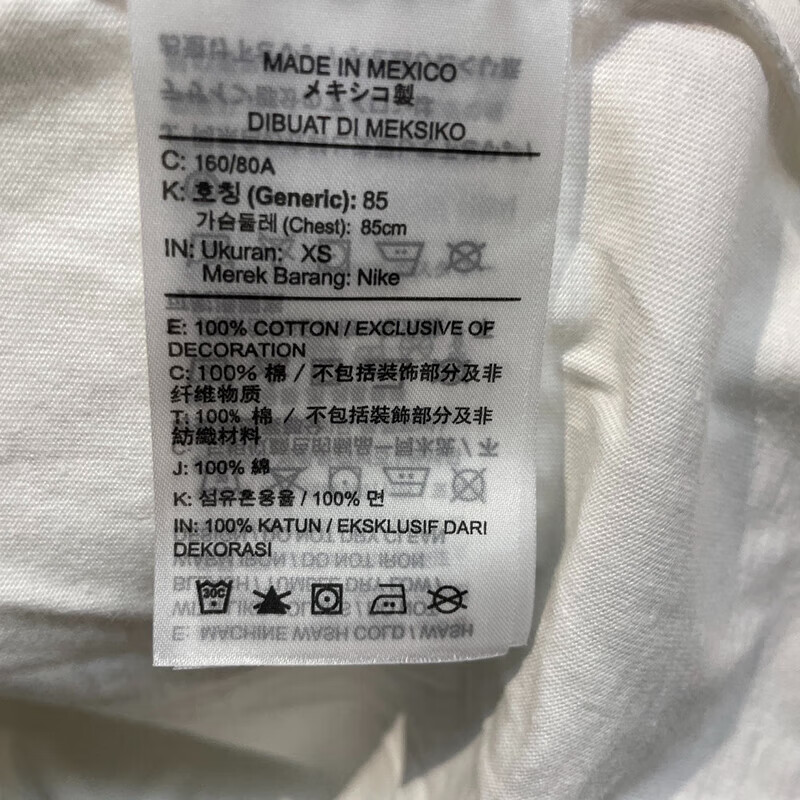 MADE IN MEXICO
メキシコ製
DIBUAT DI MEKSIKO
C: 160/80A
K: 호칭 (Generic): 85
가슴둘레 (Chest): 85cm
IN: Ukuran: XS
Merek Barang: Nike
E: 100% COTTON / EXCLUSIVE OF
DECORATION
C: 100% 棉 / 不包括装饰部分及非
纤维物质
T: 100% 棉 / 不包括裝飾部分及非
紡織材料
J: 100% 綿
K: 섬유혼용율 / 100% 면
IN: 100% KATUN / EKSKLUSIF DARI
DEKORASI
30C